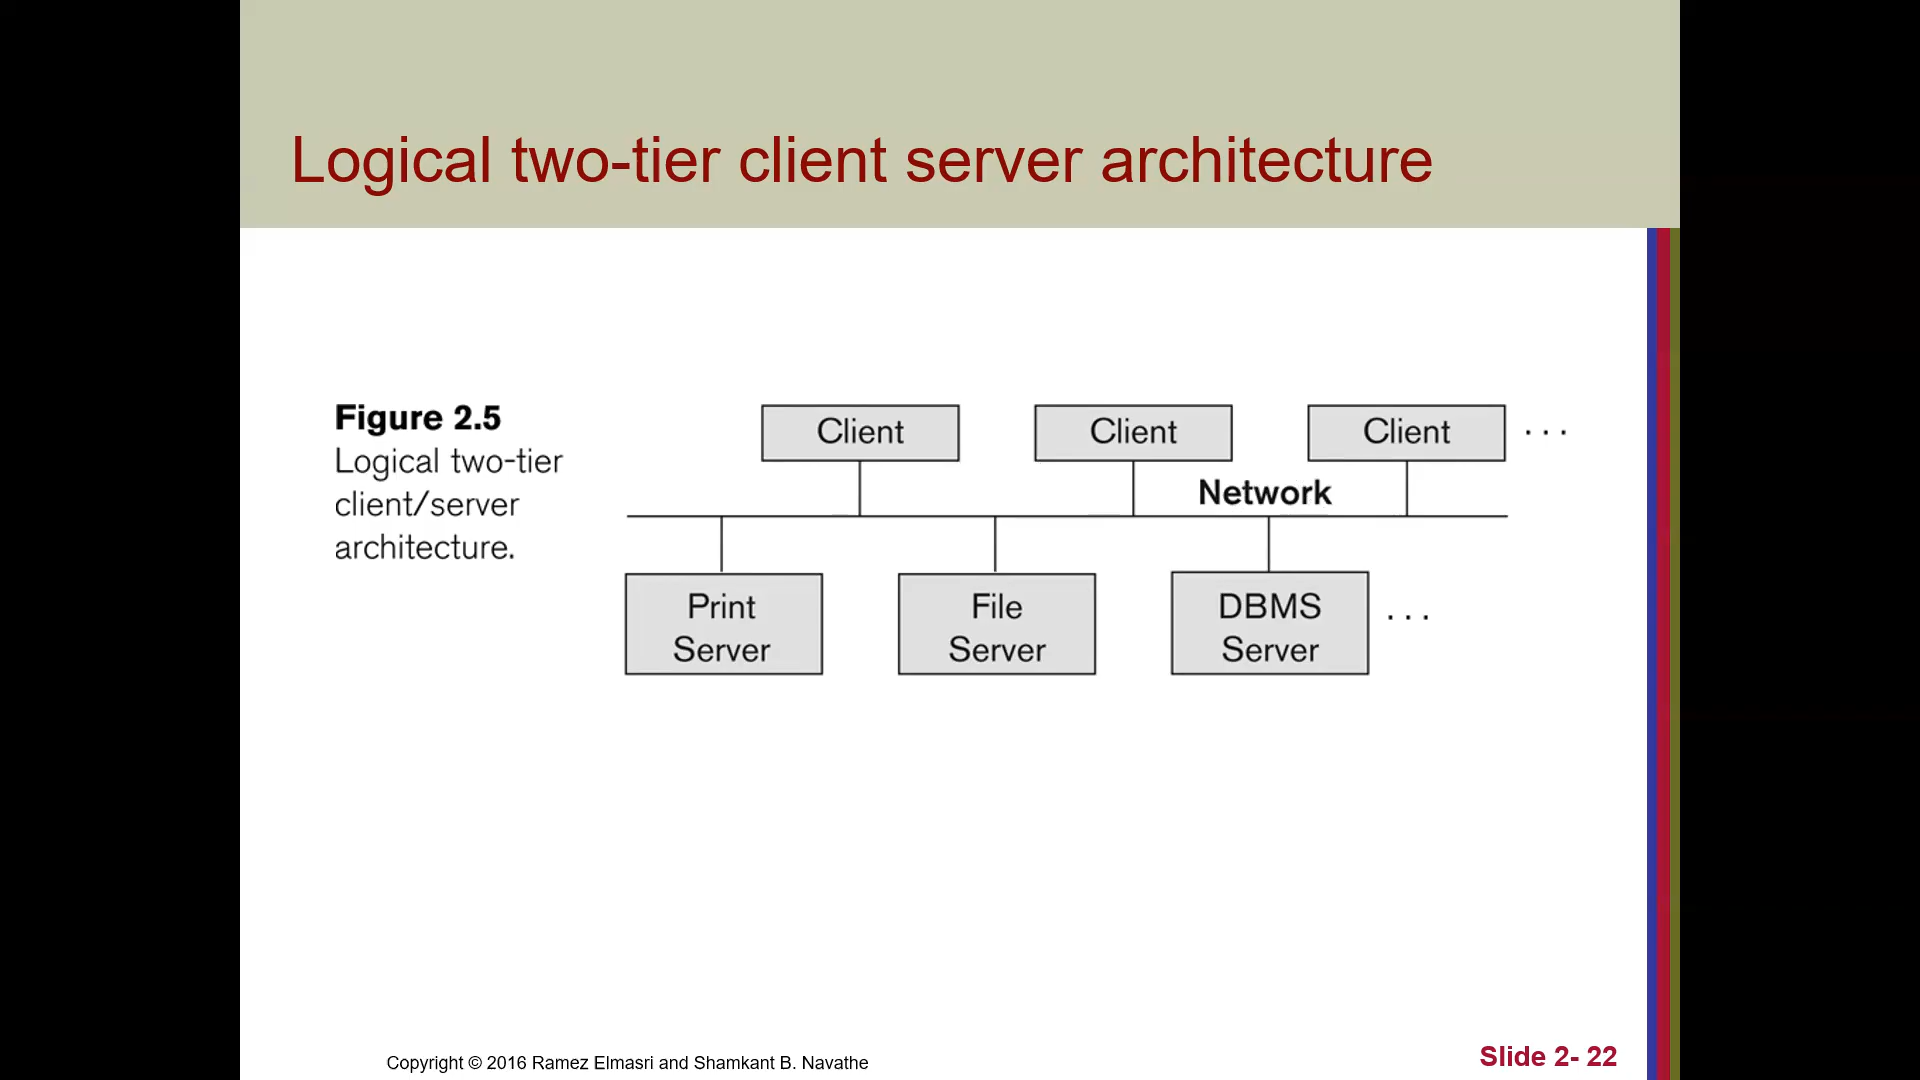 Logical two-tier client server architecture
Figure 2.5
Logical two-tier
client/server
architecture.
Client
Client
Client
. . .
Network
Print
Server
File
Server
DBMS
Server
. . .
Copyright © 2016 Ramez Elmasri and Shamkant B. Navathe
Slide 2- 22